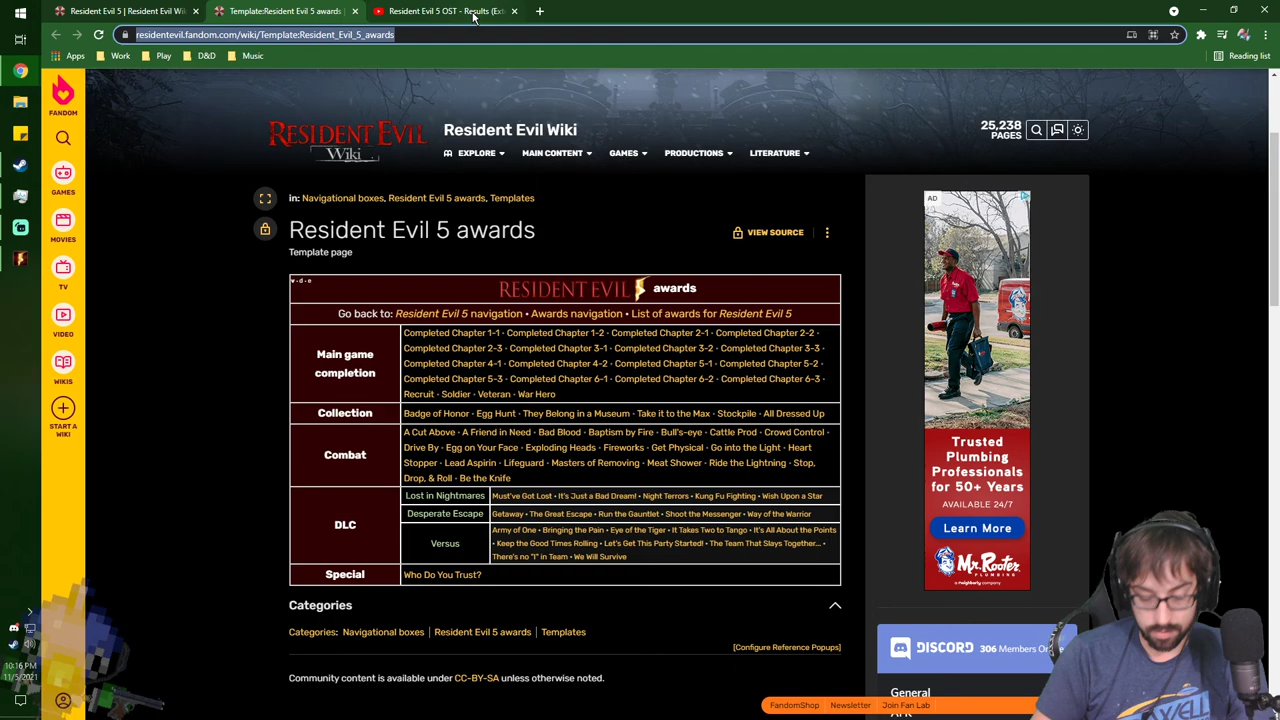 Resident Evil 5 | Resident Evil Wi
Template:Resident Evil 5 awards |
Resident Evil 5 OST - Results (Ex
residentevil.fandom.com/wiki/Template:Resident_Evil_5_awards
Apps
Work
Play
D&D
Music
Reading list
FANDOM
GAMES
MOVIES
TV
VIDEO
WIKIS
START A
WIKI
RESIDENT EVIL
Wiki
Resident Evil Wiki
25,238
PAGES
EXPLORE
MAIN CONTENT
GAMES
PRODUCTIONS
LITERATURE
in: Navigational boxes, Resident Evil 5 awards, Templates
Resident Evil 5 awards
VIEW SOURCE
Template page
v·d·e
RESIDENT EVIL 5 awards
Go back to: Resident Evil 5 navigation · Awards navigation · List of awards for Resident Evil 5
Main game
completion
Completed Chapter 1-1 · Completed Chapter 1-2 · Completed Chapter 2-1 · Completed Chapter 2-2 ·
Completed Chapter 2-3 · Completed Chapter 3-1 · Completed Chapter 3-2 · Completed Chapter 3-3 ·
Completed Chapter 4-1 · Completed Chapter 4-2 · Completed Chapter 5-1 · Completed Chapter 5-2 ·
Completed Chapter 5-3 · Completed Chapter 6-1 · Completed Chapter 6-2 · Completed Chapter 6-3 ·
Recruit · Soldier · Veteran · War Hero
Collection
Badge of Honor · Egg Hunt · They Belong in a Museum · Take it to the Max · Stockpile · All Dressed Up
Combat
A Cut Above · A Friend in Need · Bad Blood · Baptism by Fire · Bull's-eye · Cattle Prod · Crowd Control ·
Drive By · Egg on Your Face · Exploding Heads · Fireworks · Get Physical · Go into the Light · Heart
Stopper · Lead Aspirin · Lifeguard · Masters of Removing · Meat Shower · Ride the Lightning · Stop,
Drop, & Roll · Be the Knife
DLC
Lost in Nightmares
Must've Got Lost · It's Just a Bad Dream! · Night Terrors · Kung Fu Fighting · Wish Upon a Star
Desperate Escape
Getaway · The Great Escape · Run the Gauntlet · Shoot the Messenger · Way of the Warrior
Versus
Army of One · Bringing the Pain · Eye of the Tiger · It Takes Two to Tango · It's All About the Points
· Keep the Good Times Rolling · Let's Get This Party Started! · The Team That Slays Together... ·
There's no "I" in Team · We Will Survive
Special
Who Do You Trust?
Categories
Categories: Navigational boxes | Resident Evil 5 awards | Templates
[Configure Reference Popups]
Community content is available under CC-BY-SA unless otherwise noted.
AD
Trusted
Plumbing
Professionals
for 50+ Years
AVAILABLE 24/7
Learn More
Mr. Rooter
PLUMBING
a neighborly company
DISCORD
306 Members On
General
FandomShop
Newsletter
Join Fan Lab
10:16 PM
11/5/2021